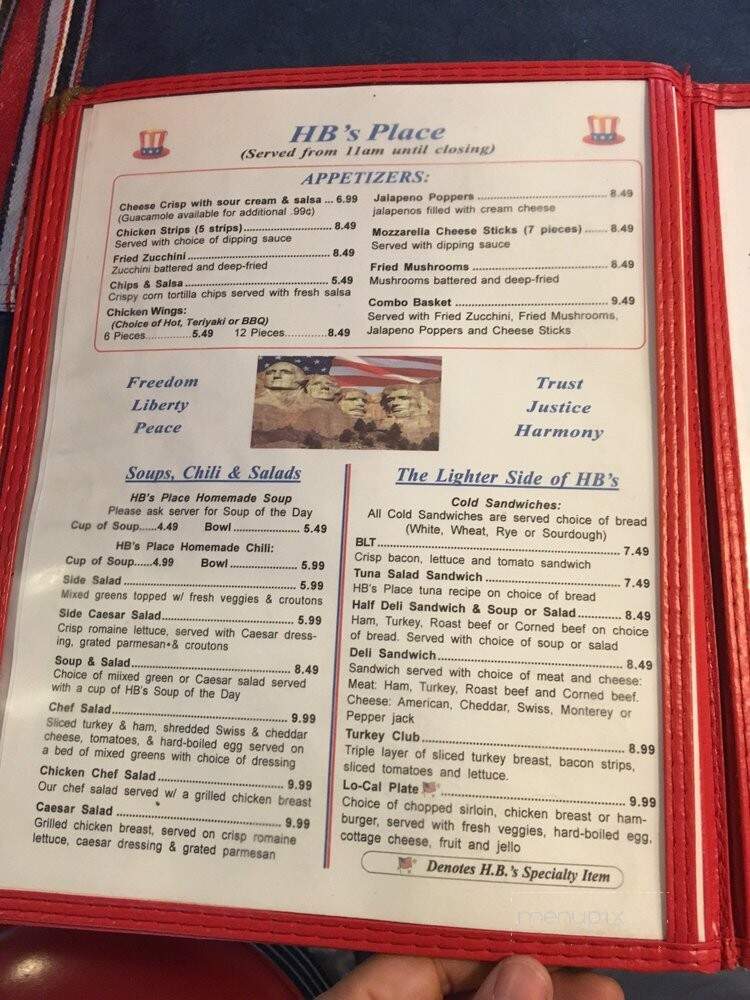 HB's Place
(Served from 11am until closing)
APPETIZERS:
Cheese Crisp with sour cream & salsa ... 6.99
(Guacamole available for additional .99¢)
Chicken Strips (5 strips)........................ 8.49
Served with choice of dipping sauce
Fried Zucchini........................................ 8.49
Zucchini battered and deep-fried
Chips & Salsa........................................ 5.49
Crispy corn tortilla chips served with fresh salsa
Chicken Wings:
(Choice of Hot, Teriyaki or BBQ)
6 Pieces..............5.49 12 Pieces.............8.49
Jalapeno Poppers .................................. 8.49
jalapenos filled with cream cheese
Mozzarella Cheese Sticks (7 pieces) ...... 8.49
Served with dipping sauce
Fried Mushrooms .................................... 8.49
Mushrooms battered and deep-fried
Combo Basket ........................................ 9.49
Served with Fried Zucchini, Fried Mushrooms,
Jalapeno Poppers and Cheese Sticks
Freedom
Liberty
Peace
Trust
Justice
Harmony
Soups, Chili & Salads
HB's Place Homemade Soup
Please ask server for Soup of the Day
Cup of Soup......4.49 Bowl ..................... 5.49
HB's Place Homemade Chili:
Cup of Soup......4.99 Bowl ..................... 5.99
Side Salad .............................................. 5.99
Mixed greens topped w/ fresh veggies & croutons
Side Caesar Salad................................... 5.99
Crisp romaine lettuce, served with Caesar dress-
ing, grated parmesan & croutons
Soup & Salad......................................... 8.49
Choice of miixed green or Caesar salad served
with a cup of HB's Soup of the Day
Chef Salad.............................................. 9.99
Sliced turkey & ham, shredded Swiss & cheddar
cheese, tomatoes, & hard-boiled egg served on
a bed of mixed greens with choice of dressing
Chicken Chef Salad................................ 9.99
Our chef salad served w/ a grilled chicken breast
Caesar Salad .......................................... 9.99
Grilled chicken breast, served on crisp romaine
lettuce, caesar dressing & grated parmesan
The Lighter Side of HB's
Cold Sandwiches:
All Cold Sandwiches are served choice of bread
(White, Wheat, Rye or Sourdough)
BLT......................................................... 7.49
Crisp bacon, lettuce and tomato sandwich
Tuna Salad Sandwich ............................. 7.49
HB's Place tuna recipe on choice of bread
Half Deli Sandwich & Soup or Salad.......... 8.49
Ham, Turkey, Roast beef or Corned beef on choice
of bread. Served with choice of soup or salad
Deli Sandwich......................................... 8.49
Sandwich served with choice of meat and cheese:
Meat: Ham, Turkey, Roast beef and Corned beef.
Cheese: American, Cheddar, Swiss, Monterey or
Pepper jack
Turkey Club............................................ 8.99
Triple layer of sliced turkey breast, bacon strips,
sliced tomatoes and lettuce.
Lo-Cal Plate ........................................... 9.99
Choice of chopped sirloin, chicken breast or ham-
burger, served with fresh veggies, hard-boiled egg,
cottage cheese, fruit and jello
Denotes H.B.'s Specialty Item
menupix